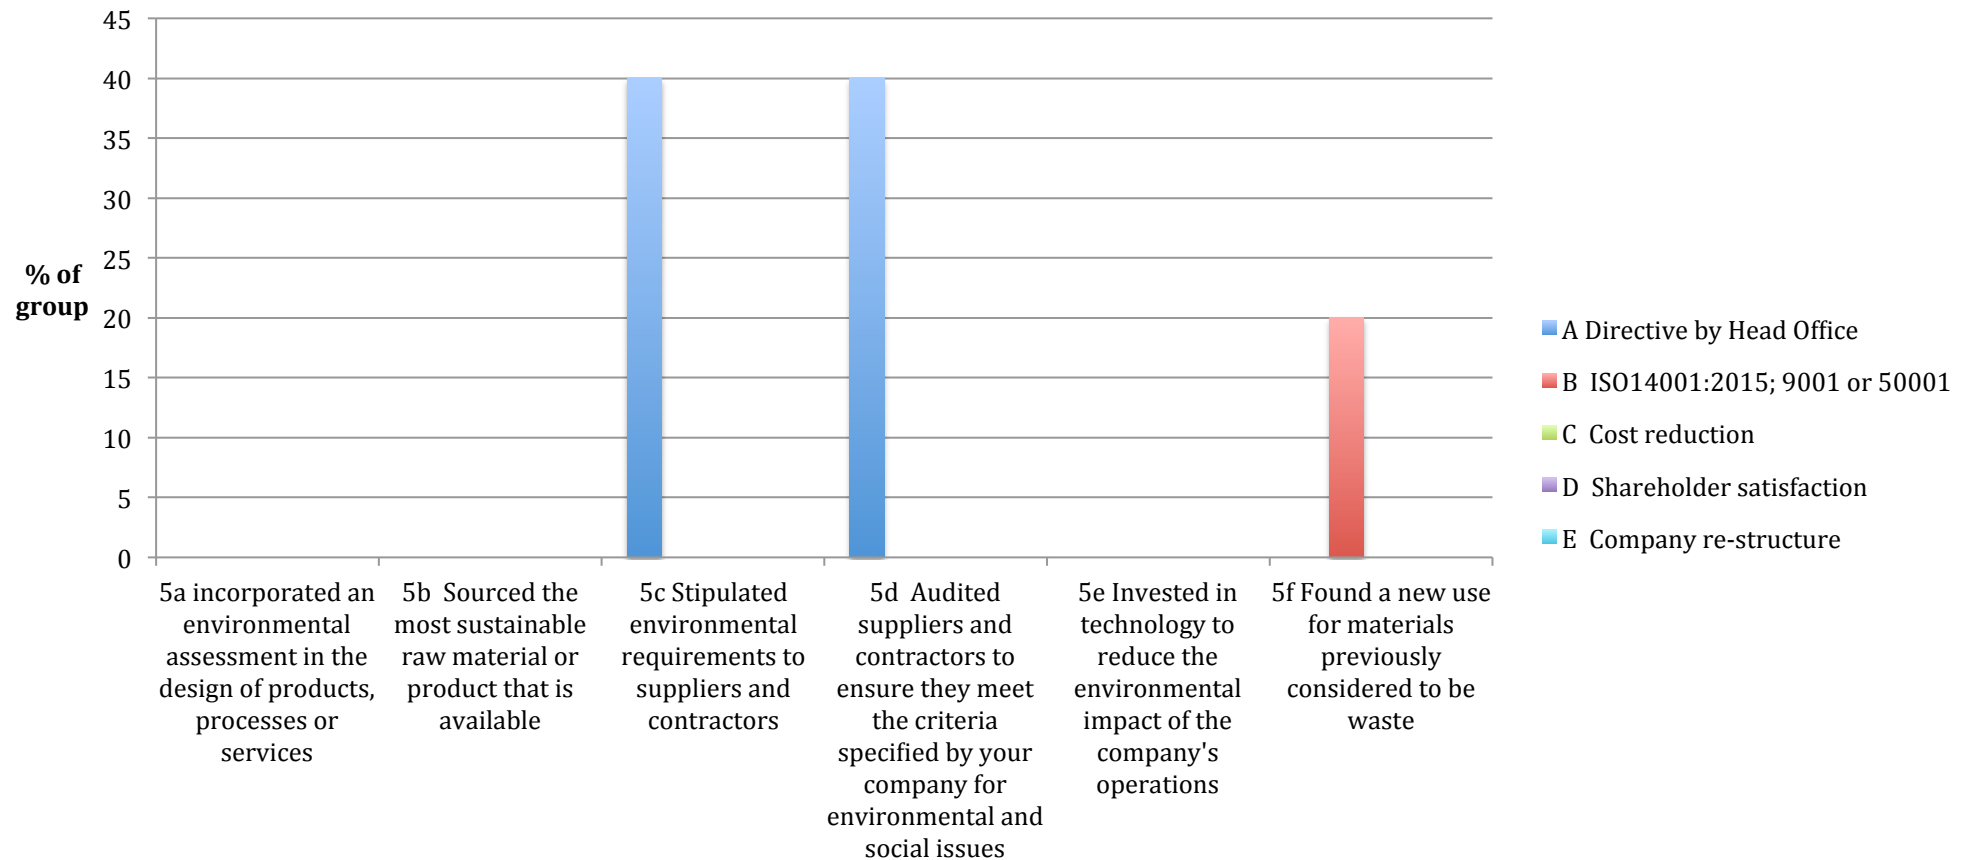 45
40
35
30
25
20
15
10
5
0
% of
group
5a incorporated an
environmental
assessment in the
design of products,
processes or
services
5b  Sourced the
most sustainable
raw material or
product that is
available
5c Stipulated
environmental
requirements to
suppliers and
contractors
5d  Audited
suppliers and
contractors to
ensure they meet
the criteria
specified by your
company for
environmental and
social issues
5e Invested in
technology to
reduce the
environmental
impact of the
company's
operations
5f Found a new use
for materials
previously
considered to be
waste
A Directive by Head Office
B  ISO14001:2015; 9001 or 50001
C  Cost reduction
D  Shareholder satisfaction
E  Company re-structure